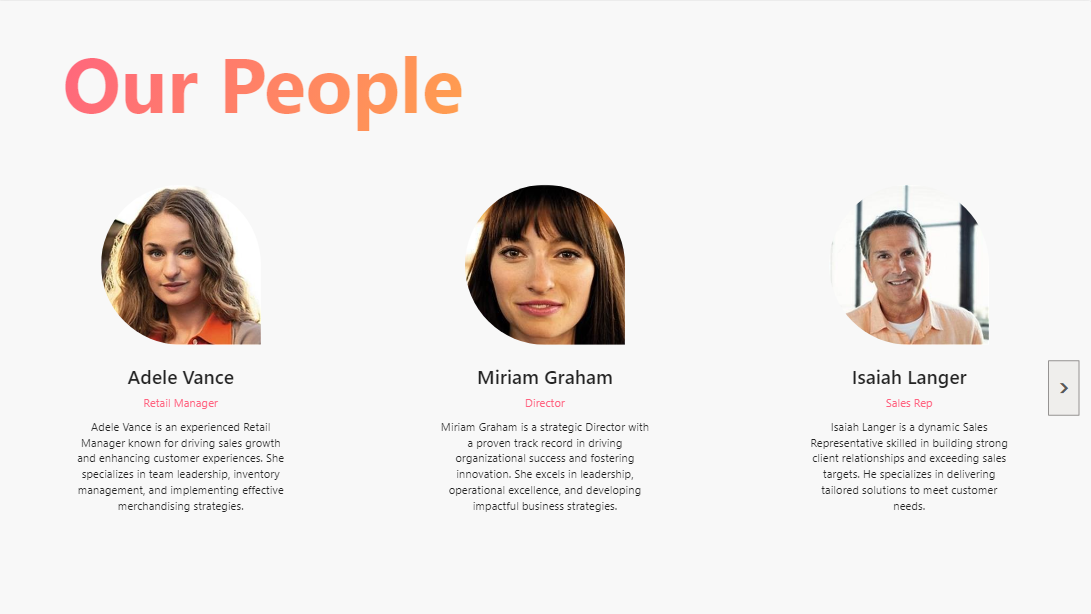 Our People
Adele Vance
Retail Manager
Adele Vance is an experienced Retail
Manager known for driving sales growth
and enhancing customer experiences. She
specializes in team leadership, inventory
management, and implementing effective
merchandising strategies.
Miriam Graham
Director
Miriam Graham is a strategic Director with
a proven track record in driving
organizational success and fostering
innovation. She excels in leadership,
operational excellence, and developing
impactful business strategies.
Isaiah Langer
Sales Rep
Isaiah Langer is a dynamic Sales
Representative skilled in building strong
client relationships and exceeding sales
targets. He specializes in delivering
tailored solutions to meet customer
needs.